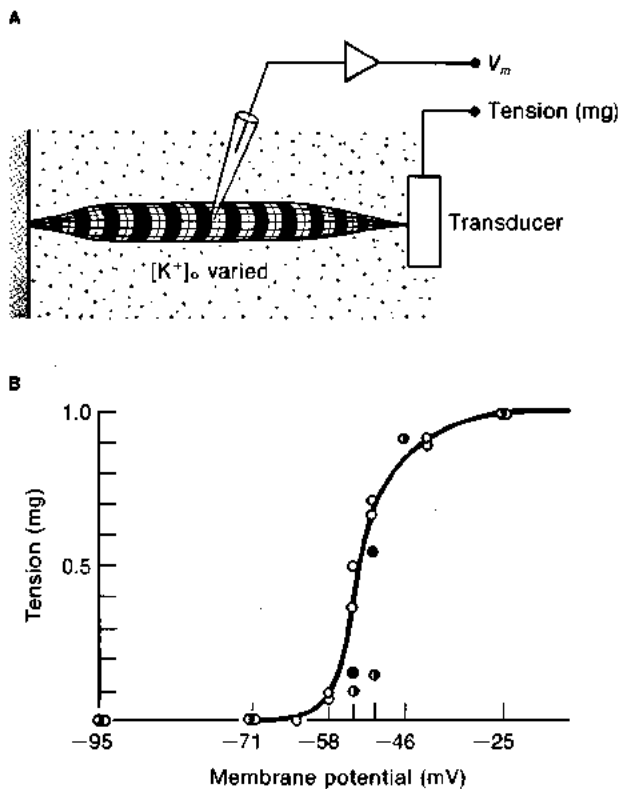 A
Vm
Tension (mg)
Transducer
[K+]o varied
B
1.0
0.5
Tension (mg)
−95
−71
−58
−46
−25
Membrane potential (mV)